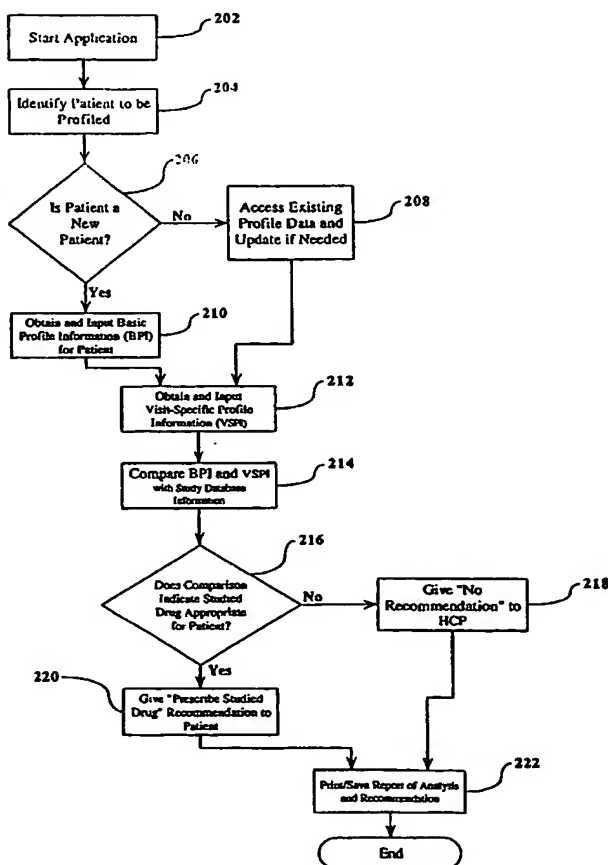 202
Start Application
204
Identify Patient to be
Profiled
206
Is Patient a
New
Patient?
No
Access Existing
Profile Data and
Update if Needed
208
Yes
Obtain and Input Basic
Profile Information (BPI)
for Patient
210
Obtain and Input
Visit-Specific Profile
Information (VSPI)
212
Compare BPI and VSPI
with Study Database
Information
214
216
Does Comparison
Indicate Studied
Drug Appropriate
for Patient?
No
Give "No
Recommendation" to
HCP
218
Yes
220
Give "Prescribe Studied
Drug" Recommendation to
Patient
222
Print/Save Report of Analysis
and Recommendation
End